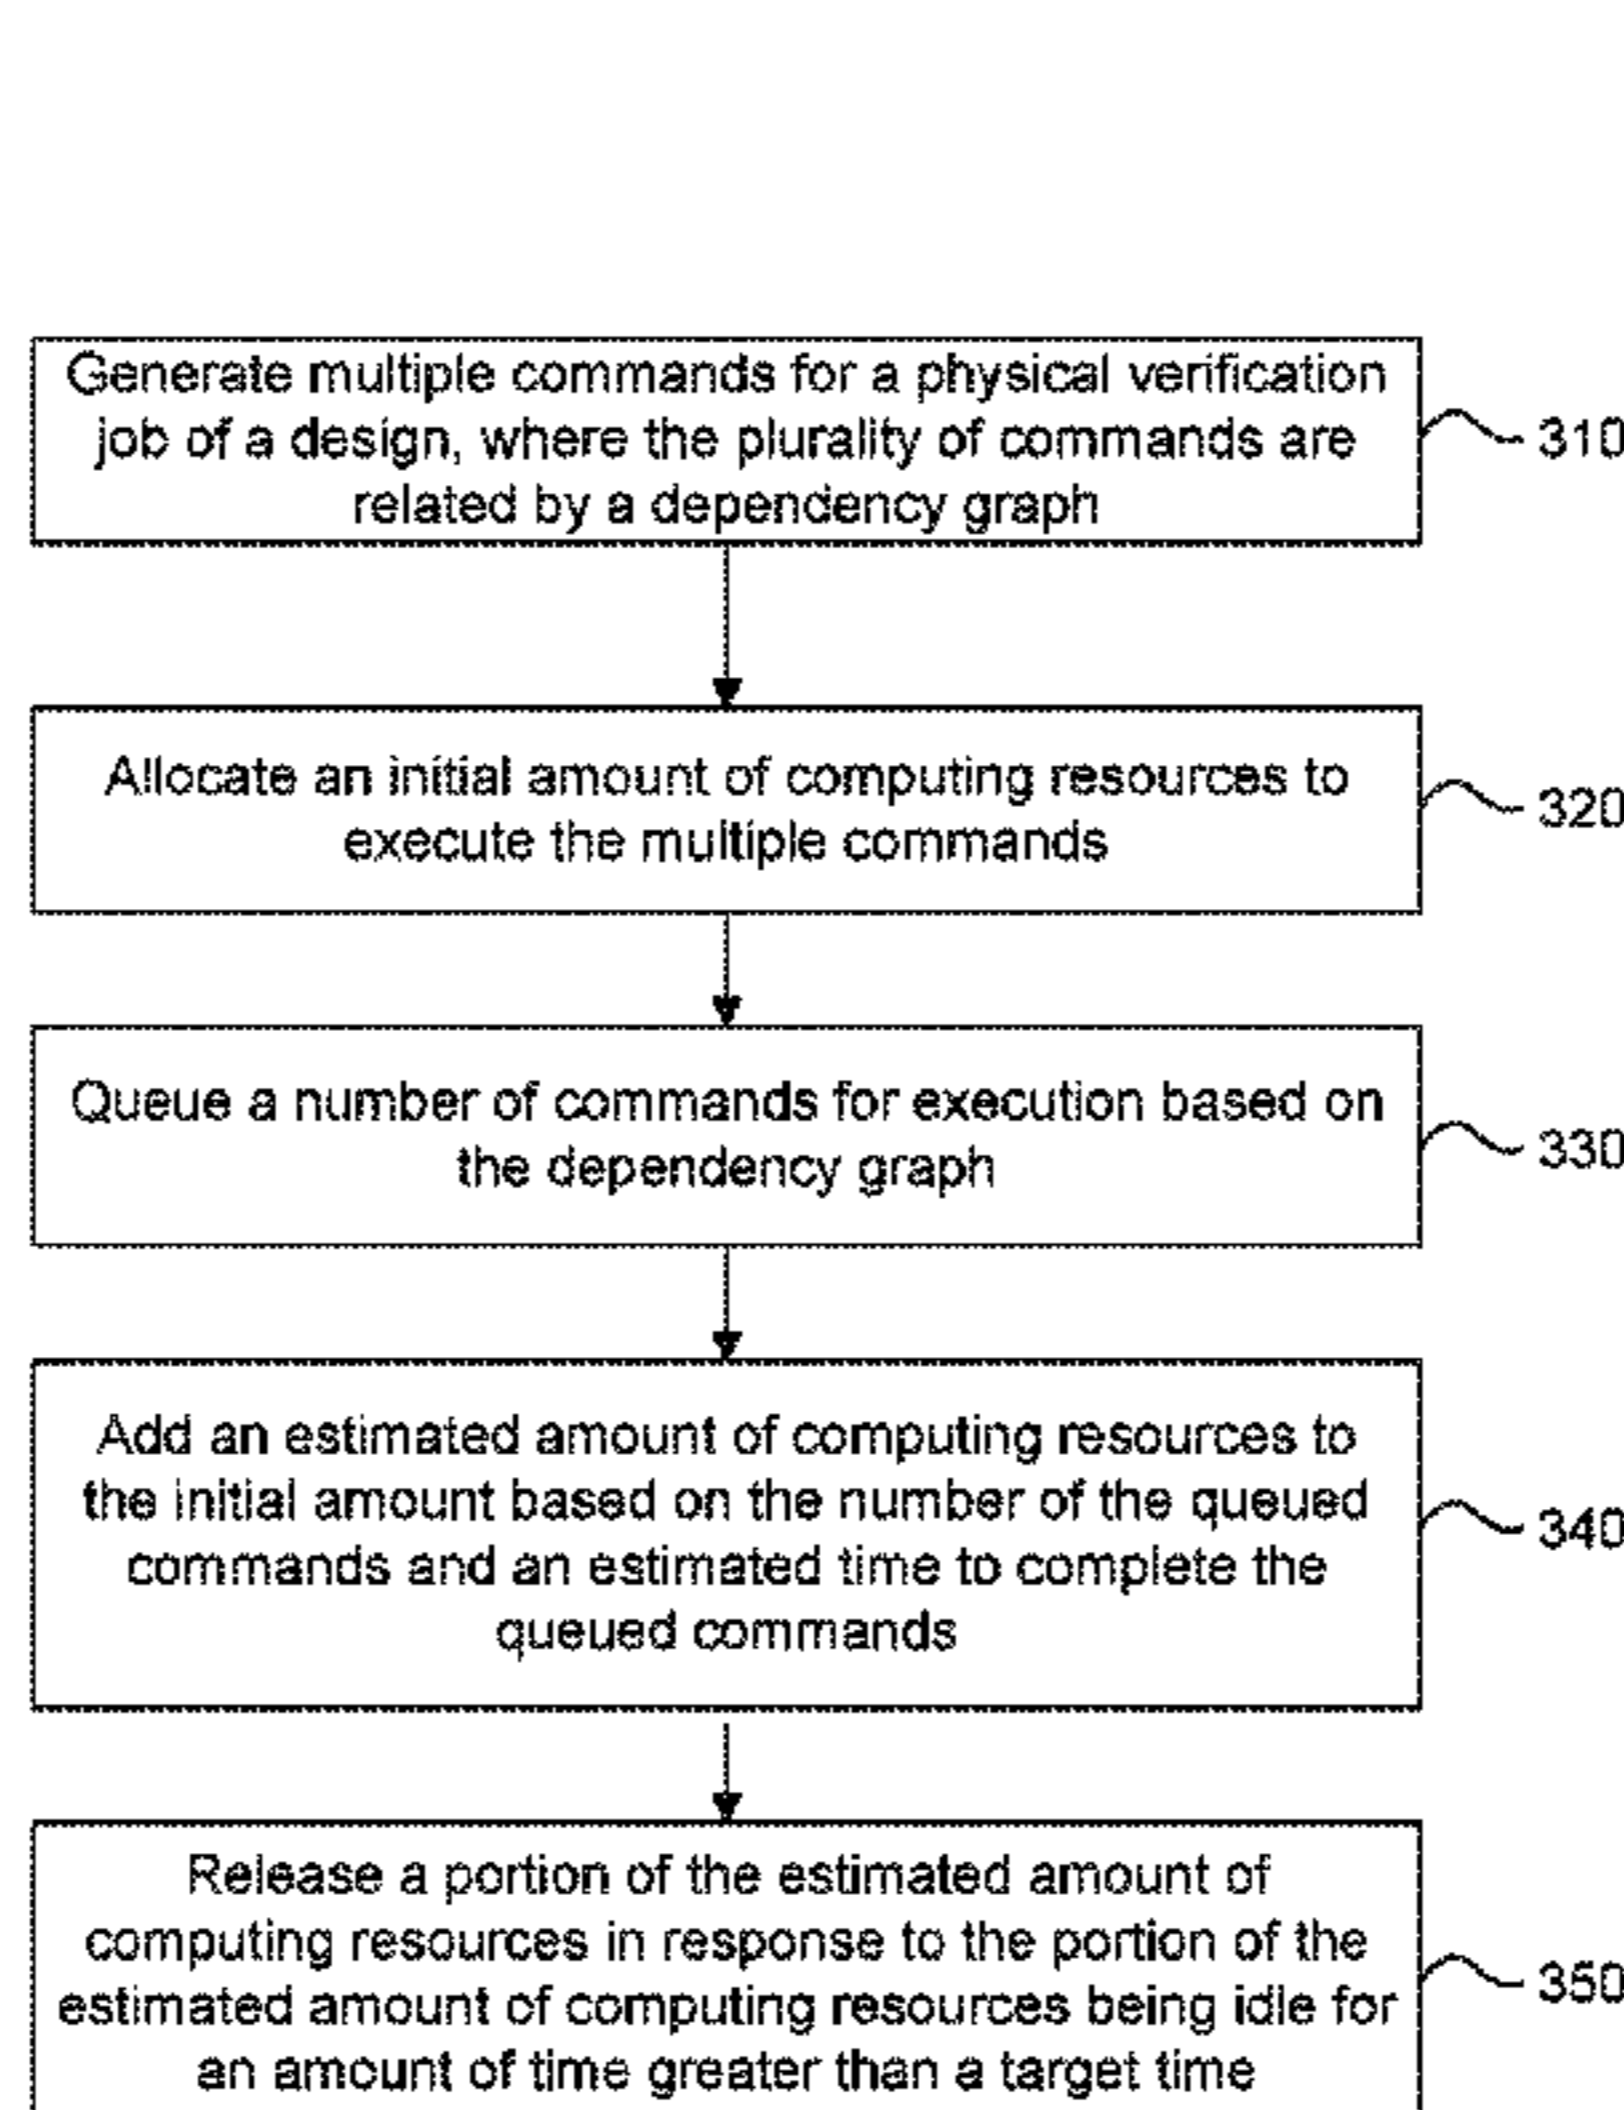 Generate multiple commands for a physical verification
job of a design, where the plurality of commands are
related by a dependency graph
310
Allocate an initial amount of computing resources to
execute the multiple commands
320
Queue a number of commands for execution based on
the dependency graph
330
Add an estimated amount of computing resources to
the initial amount based on the number of the queued
commands and an estimated time to complete the
queued commands
340
Release a portion of the estimated amount of
computing resources in response to the portion of the
estimated amount of computing resources being idle for
an amount of time greater than a target time
350